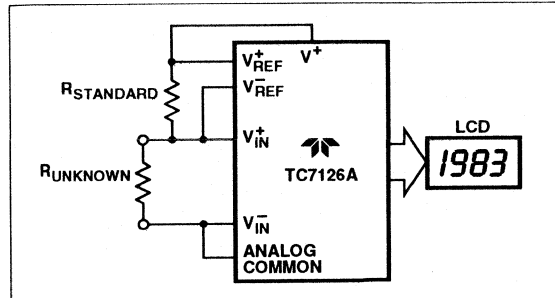 V+REF
V+
V−REF
RSTANDARD
V+IN
RUNKNOWN
TC7126A
LCD
1983
V−IN
ANALOG
COMMON